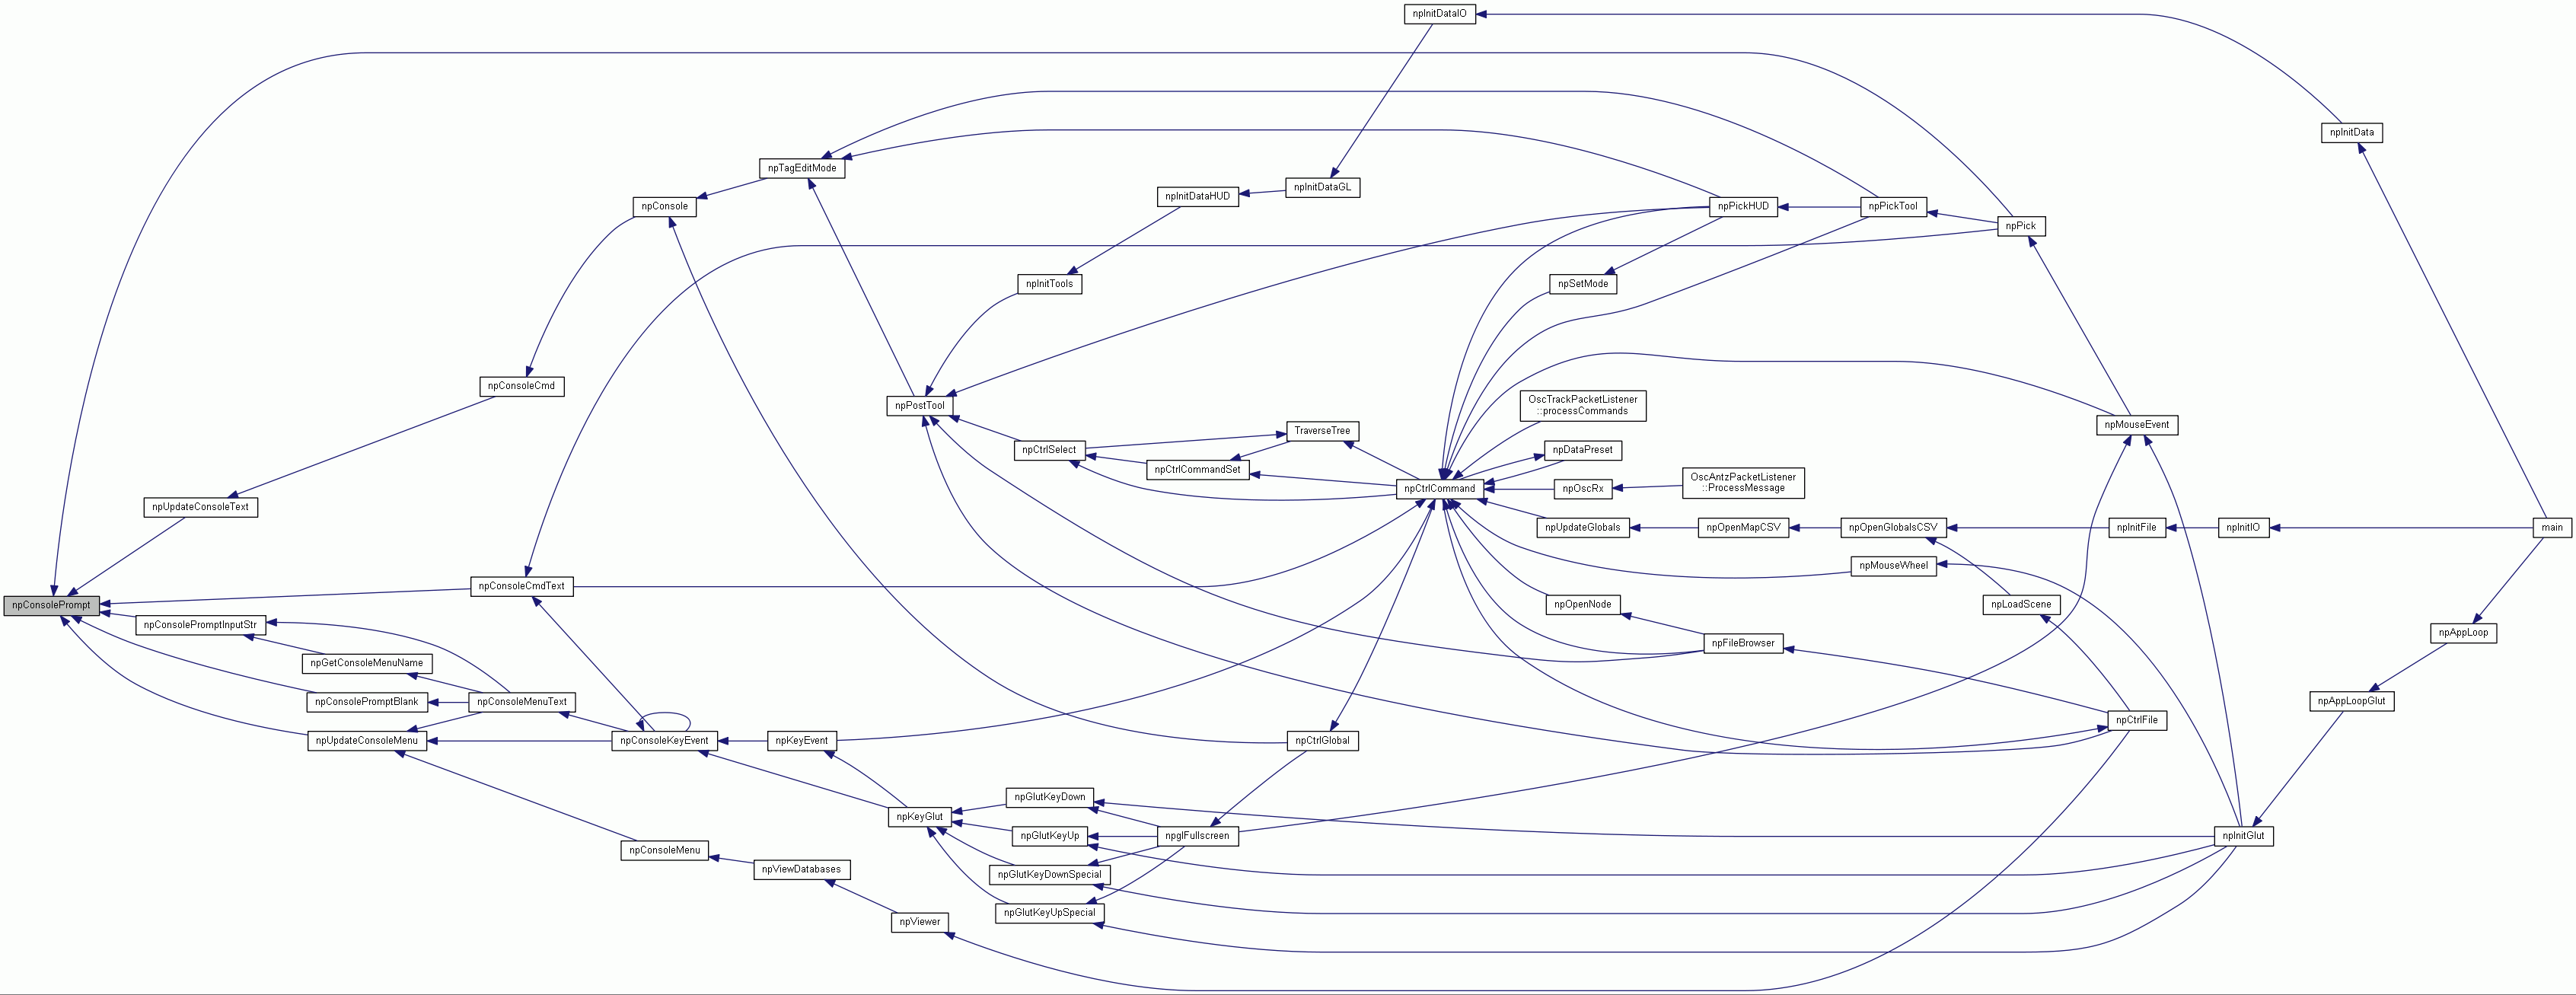 npInitDataIO
npInitData
npTagEditMode
npInitDataGL
npInitDataHUD
npConsole
npPickHUD
npPickTool
npPick
npInitTools
npSetMode
npConsoleCmd
npPostTool
OscTrackPacketListener
::processCommands
npMouseEvent
TraverseTree
npCtrlSelect
npDataPreset
npCtrlCommandSet
OscAntzPacketListener
::ProcessMessage
npCtrlCommand
npOscRx
npUpdateConsoleText
npUpdateGlobals
npOpenMapCSV
npOpenGlobalsCSV
npInitFile
npInitIO
main
npMouseWheel
npConsoleCmdText
npConsolePrompt
npOpenNode
npLoadScene
npConsolePromptInputStr
npAppLoop
npFileBrowser
npGetConsoleMenuName
npConsolePromptBlank
npConsoleMenuText
npAppLoopGlut
npCtrlFile
npUpdateConsoleMenu
npConsoleKeyEvent
npKeyEvent
npCtrlGlobal
npGlutKeyDown
npKeyGlut
npGlutKeyUp
npglFullscreen
npInitGlut
npConsoleMenu
npViewDatabases
npGlutKeyDownSpecial
npGlutKeyUpSpecial
npViewer